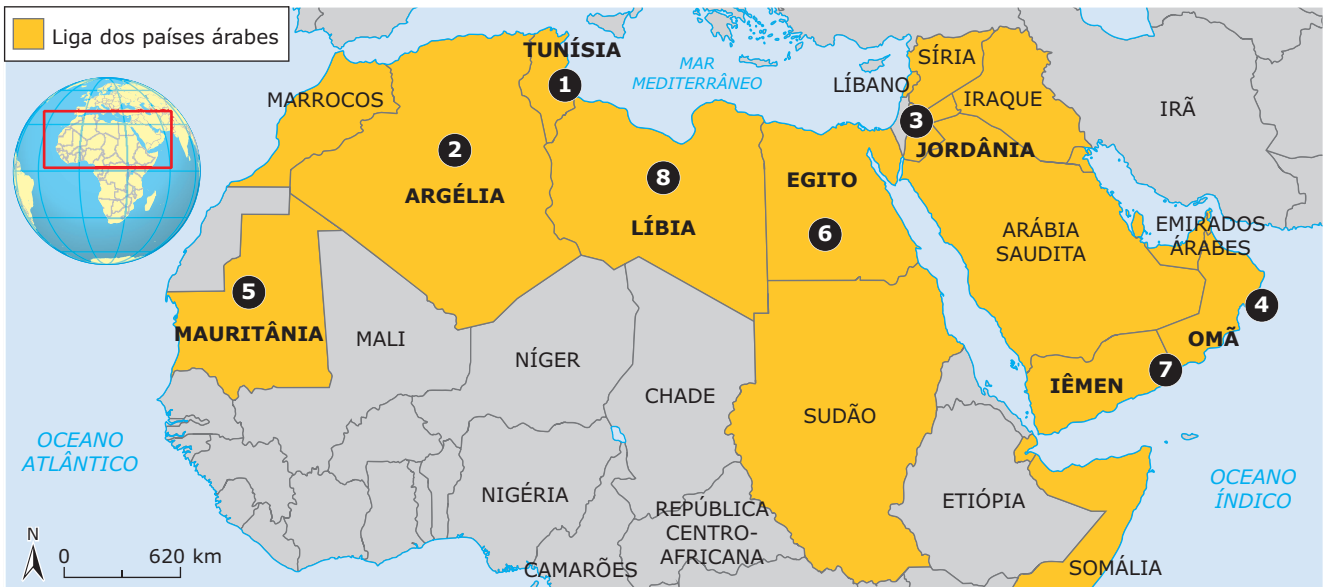 Liga dos países árabes
TUNÍSIA
1
MAR
MEDITERRÂNEO
SÍRIA
LÍBANO
IRAQUE
IRÃ
MARROCOS
2
ARGÉLIA
3
JORDÂNIA
8
LÍBIA
EGITO
6
ARÁBIA
SAUDITA
EMIRADOS
ÁRABES
4
OMÃ
5
MAURITÂNIA
MALI
NÍGER
CHADE
SUDÃO
7
IÊMEN
OCEANO
ATLÂNTICO
NIGÉRIA
ETIÓPIA
OCEANO
ÍNDICO
REPÚBLICA
CENTRO-
AFRICANA
CAMARÕES
SOMÁLIA
N
0 620 km